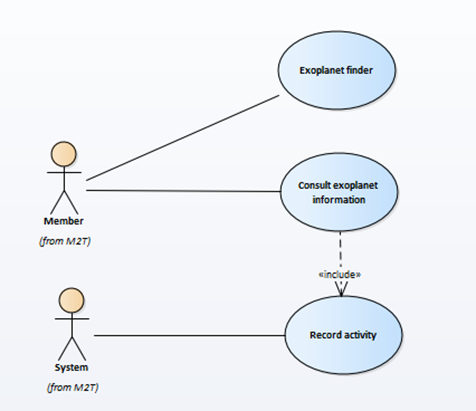 Exoplanet finder
Member
(from M2T)
Consult exoplanet
information
«include»
System
(from M2T)
Record activity